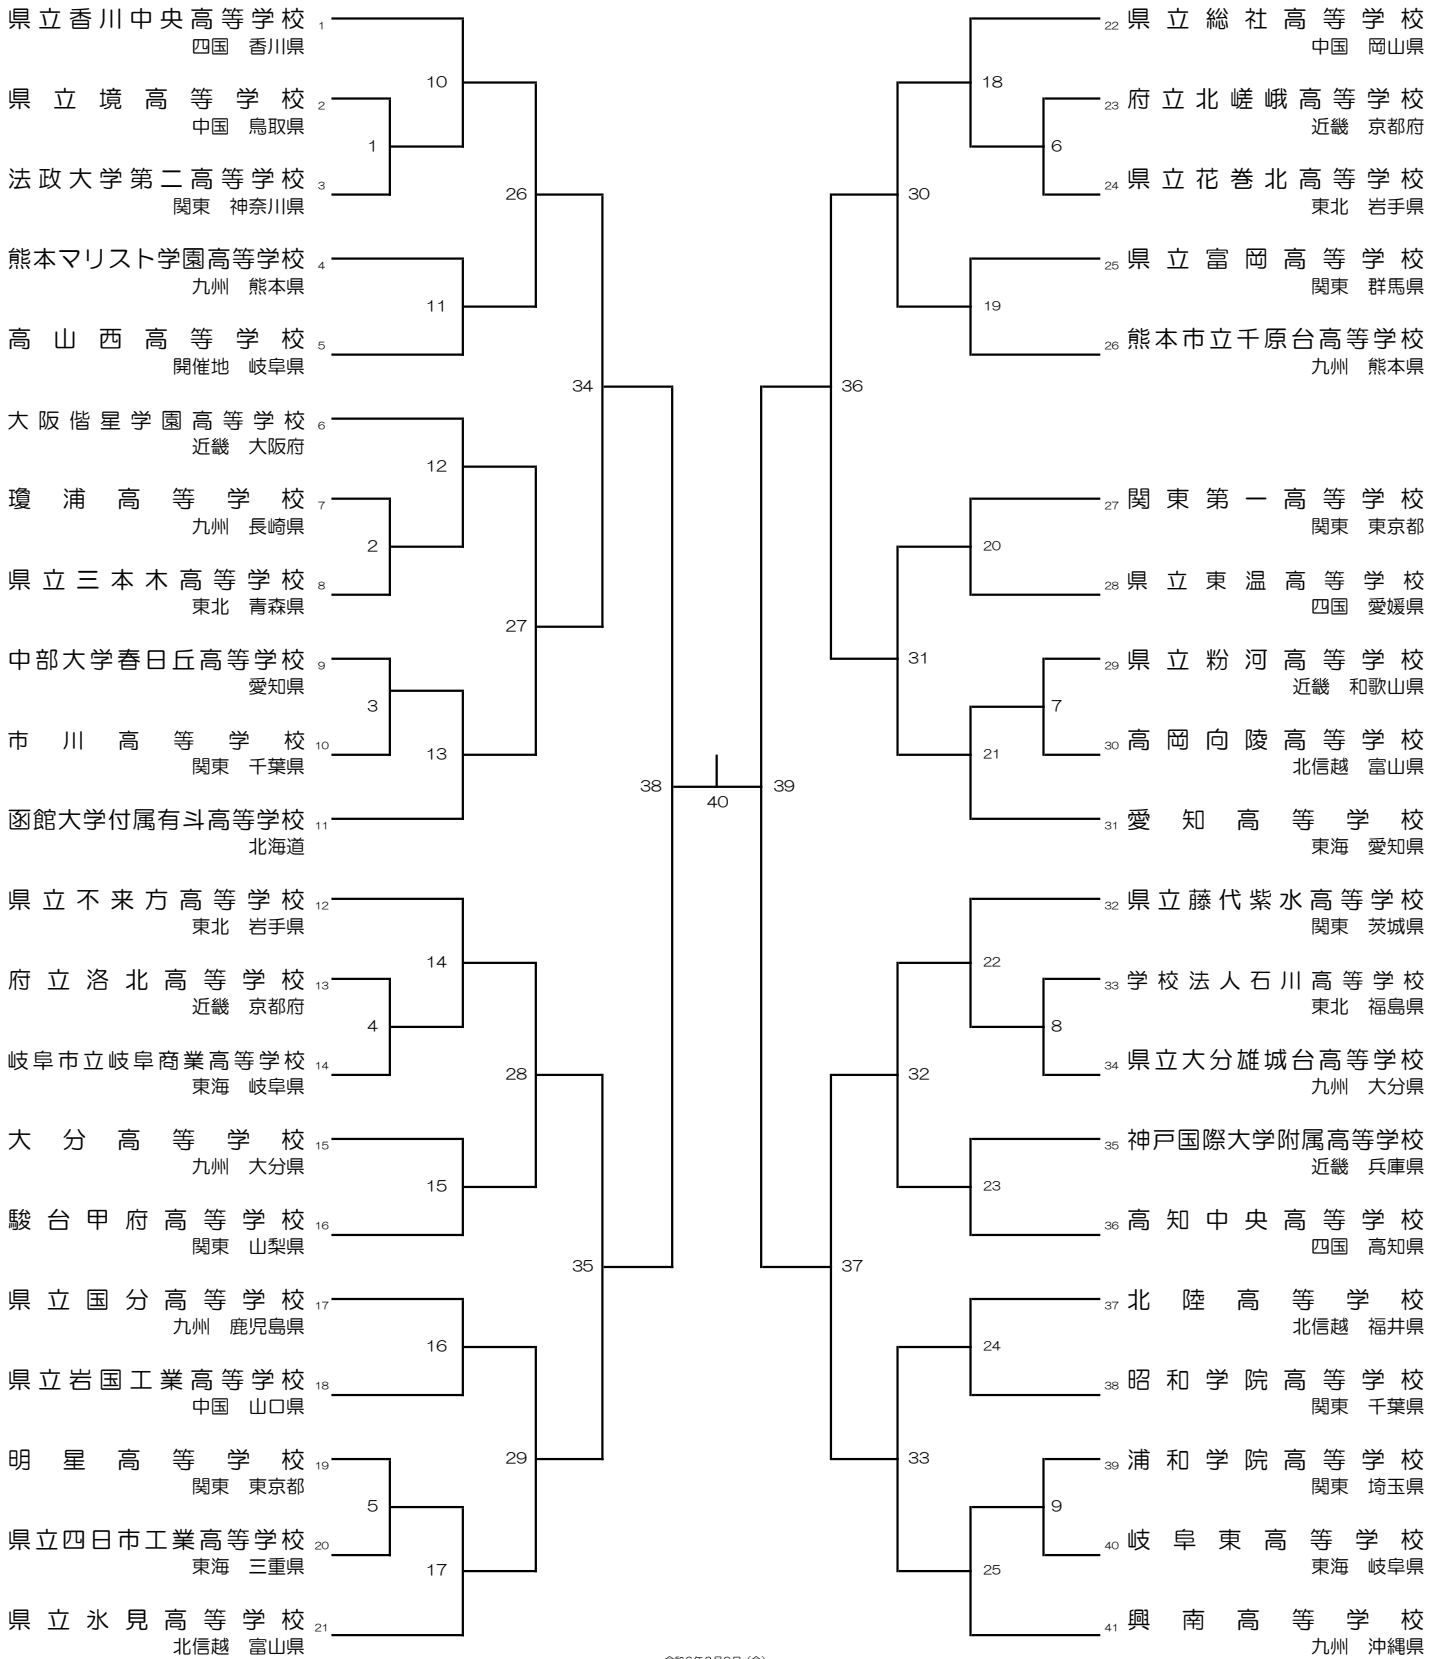 県立香川中央高等学校 1
四国 香川県
県立境高等学校 2
中国 鳥取県
法政大学第二高等学校 3
関東 神奈川県
熊本マリスト学園高等学校 4
九州 熊本県
高山西高等学校 5
開催地 岐阜県
大阪偕星学園高等学校 6
近畿 大阪府
瓊浦高等学校 7
九州 長崎県
県立三本木高等学校 8
東北 青森県
中部大学春日丘高等学校 9
愛知県
市川高等学校 10
関東 千葉県
函館大学付属有斗高等学校 11
北海道
県立不来方高等学校 12
東北 岩手県
府立洛北高等学校 13
近畿 京都府
岐阜市立岐阜商業高等学校 14
東海 岐阜県
大分高等学校 15
九州 大分県
駿台甲府高等学校 16
関東 山梨県
県立国分高等学校 17
九州 鹿児島県
県立岩国工業高等学校 18
中国 山口県
明星高等学校 19
関東 東京都
県立四日市工業高等学校 20
東海 三重県
県立氷見高等学校 21
北信越 富山県
1
2
3
4
5
10
11
12
13
14
15
16
17
26
27
28
29
34
35
38
40
39
36
37
30
31
32
33
18
19
20
21
22
23
24
25
6
7
8
9
22 県立総社高等学校
中国 岡山県
23 府立北嵯峨高等学校
近畿 京都府
24 県立花巻北高等学校
東北 岩手県
25 県立富岡高等学校
関東 群馬県
26 熊本市立千原台高等学校
九州 熊本県
27 関東第一高等学校
関東 東京都
28 県立東温高等学校
四国 愛媛県
29 県立粉河高等学校
近畿 和歌山県
30 高岡向陵高等学校
北信越 富山県
31 愛知高等学校
東海 愛知県
32 県立藤代紫水高等学校
関東 茨城県
33 学校法人石川高等学校
東北 福島県
34 県立大分雄城台高等学校
九州 大分県
35 神戸国際大学附属高等学校
近畿 兵庫県
36 高知中央高等学校
四国 高知県
37 北陸高等学校
北信越 福井県
38 昭和学院高等学校
関東 千葉県
39 浦和学院高等学校
関東 埼玉県
40 岐阜東高等学校
東海 岐阜県
41 興南高等学校
九州 沖縄県